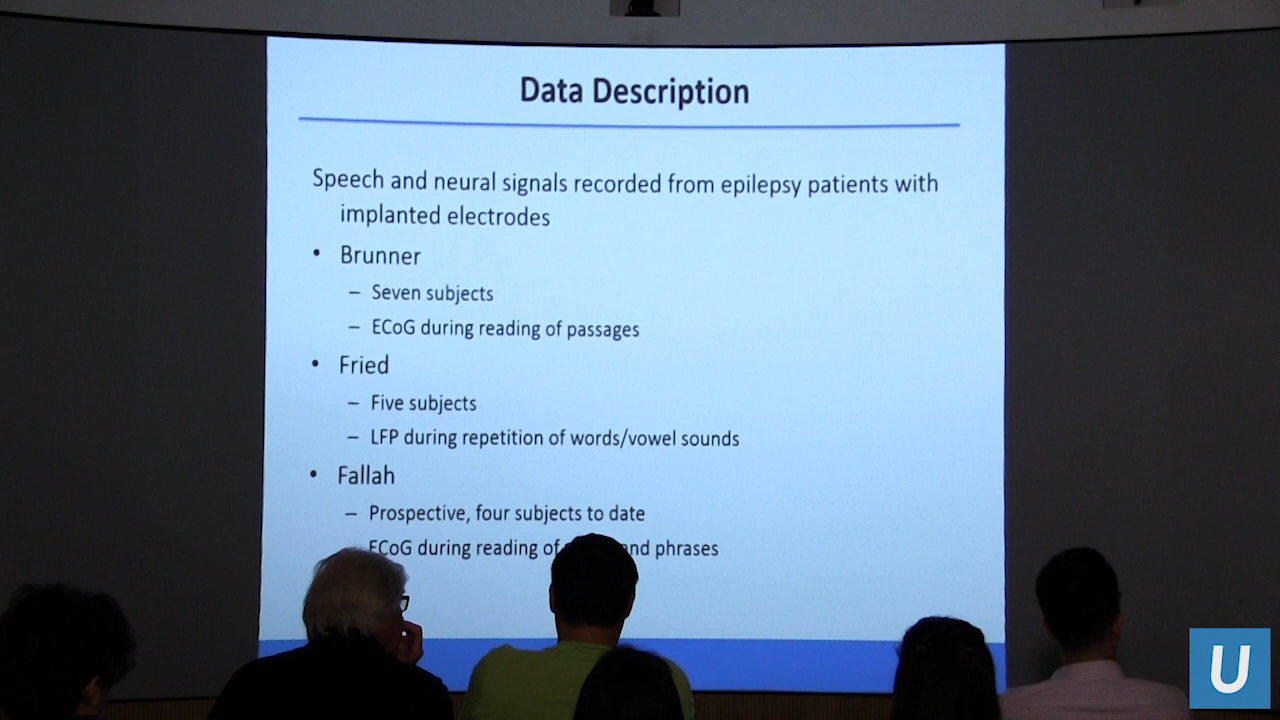 Data Description
Speech and neural signals recorded from epilepsy patients with
implanted electrodes
• Brunner
– Seven subjects
– ECoG during reading of passages
• Fried
– Five subjects
– LFP during repetition of words/vowel sounds
• Fallah
– Prospective, four subjects to date
ECoG during reading of and phrases
U